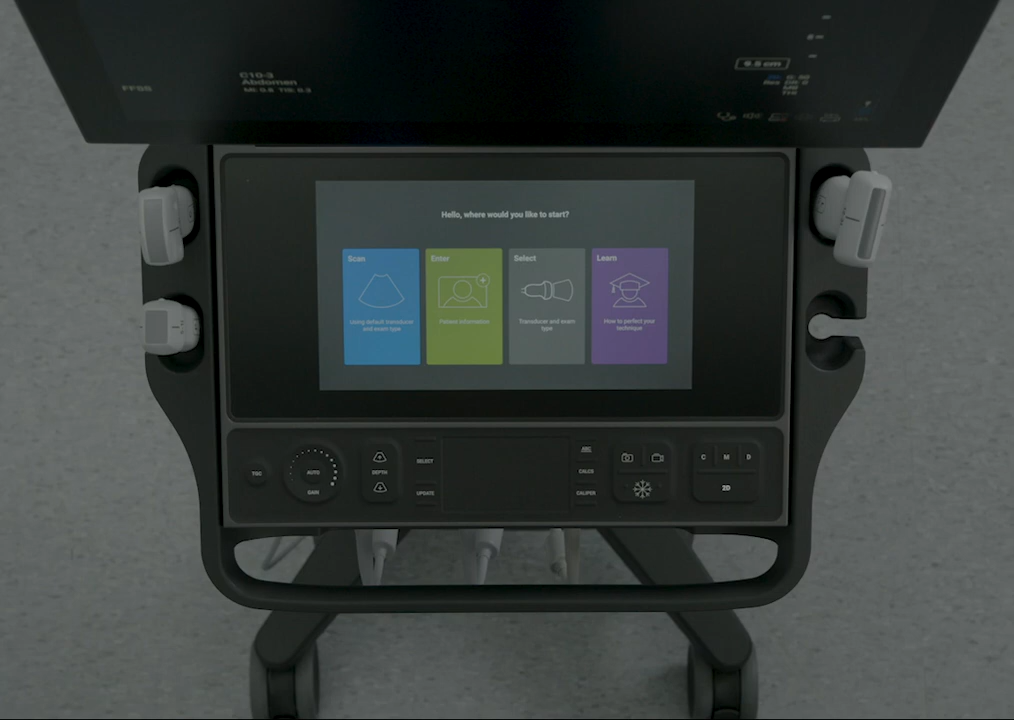 C10-3
Abdomen
6.8 cm
Hello, where would you like to start?
Scan
Using default transducer
and exam type
Enter
Patient information
Select
Transducer and exam
type
Learn
How to perfect your
technique
TGC
AUTO
GAIN
DEPTH
SELECT
UPDATE
ABC
CALCS
CALIPER
C M D
2D